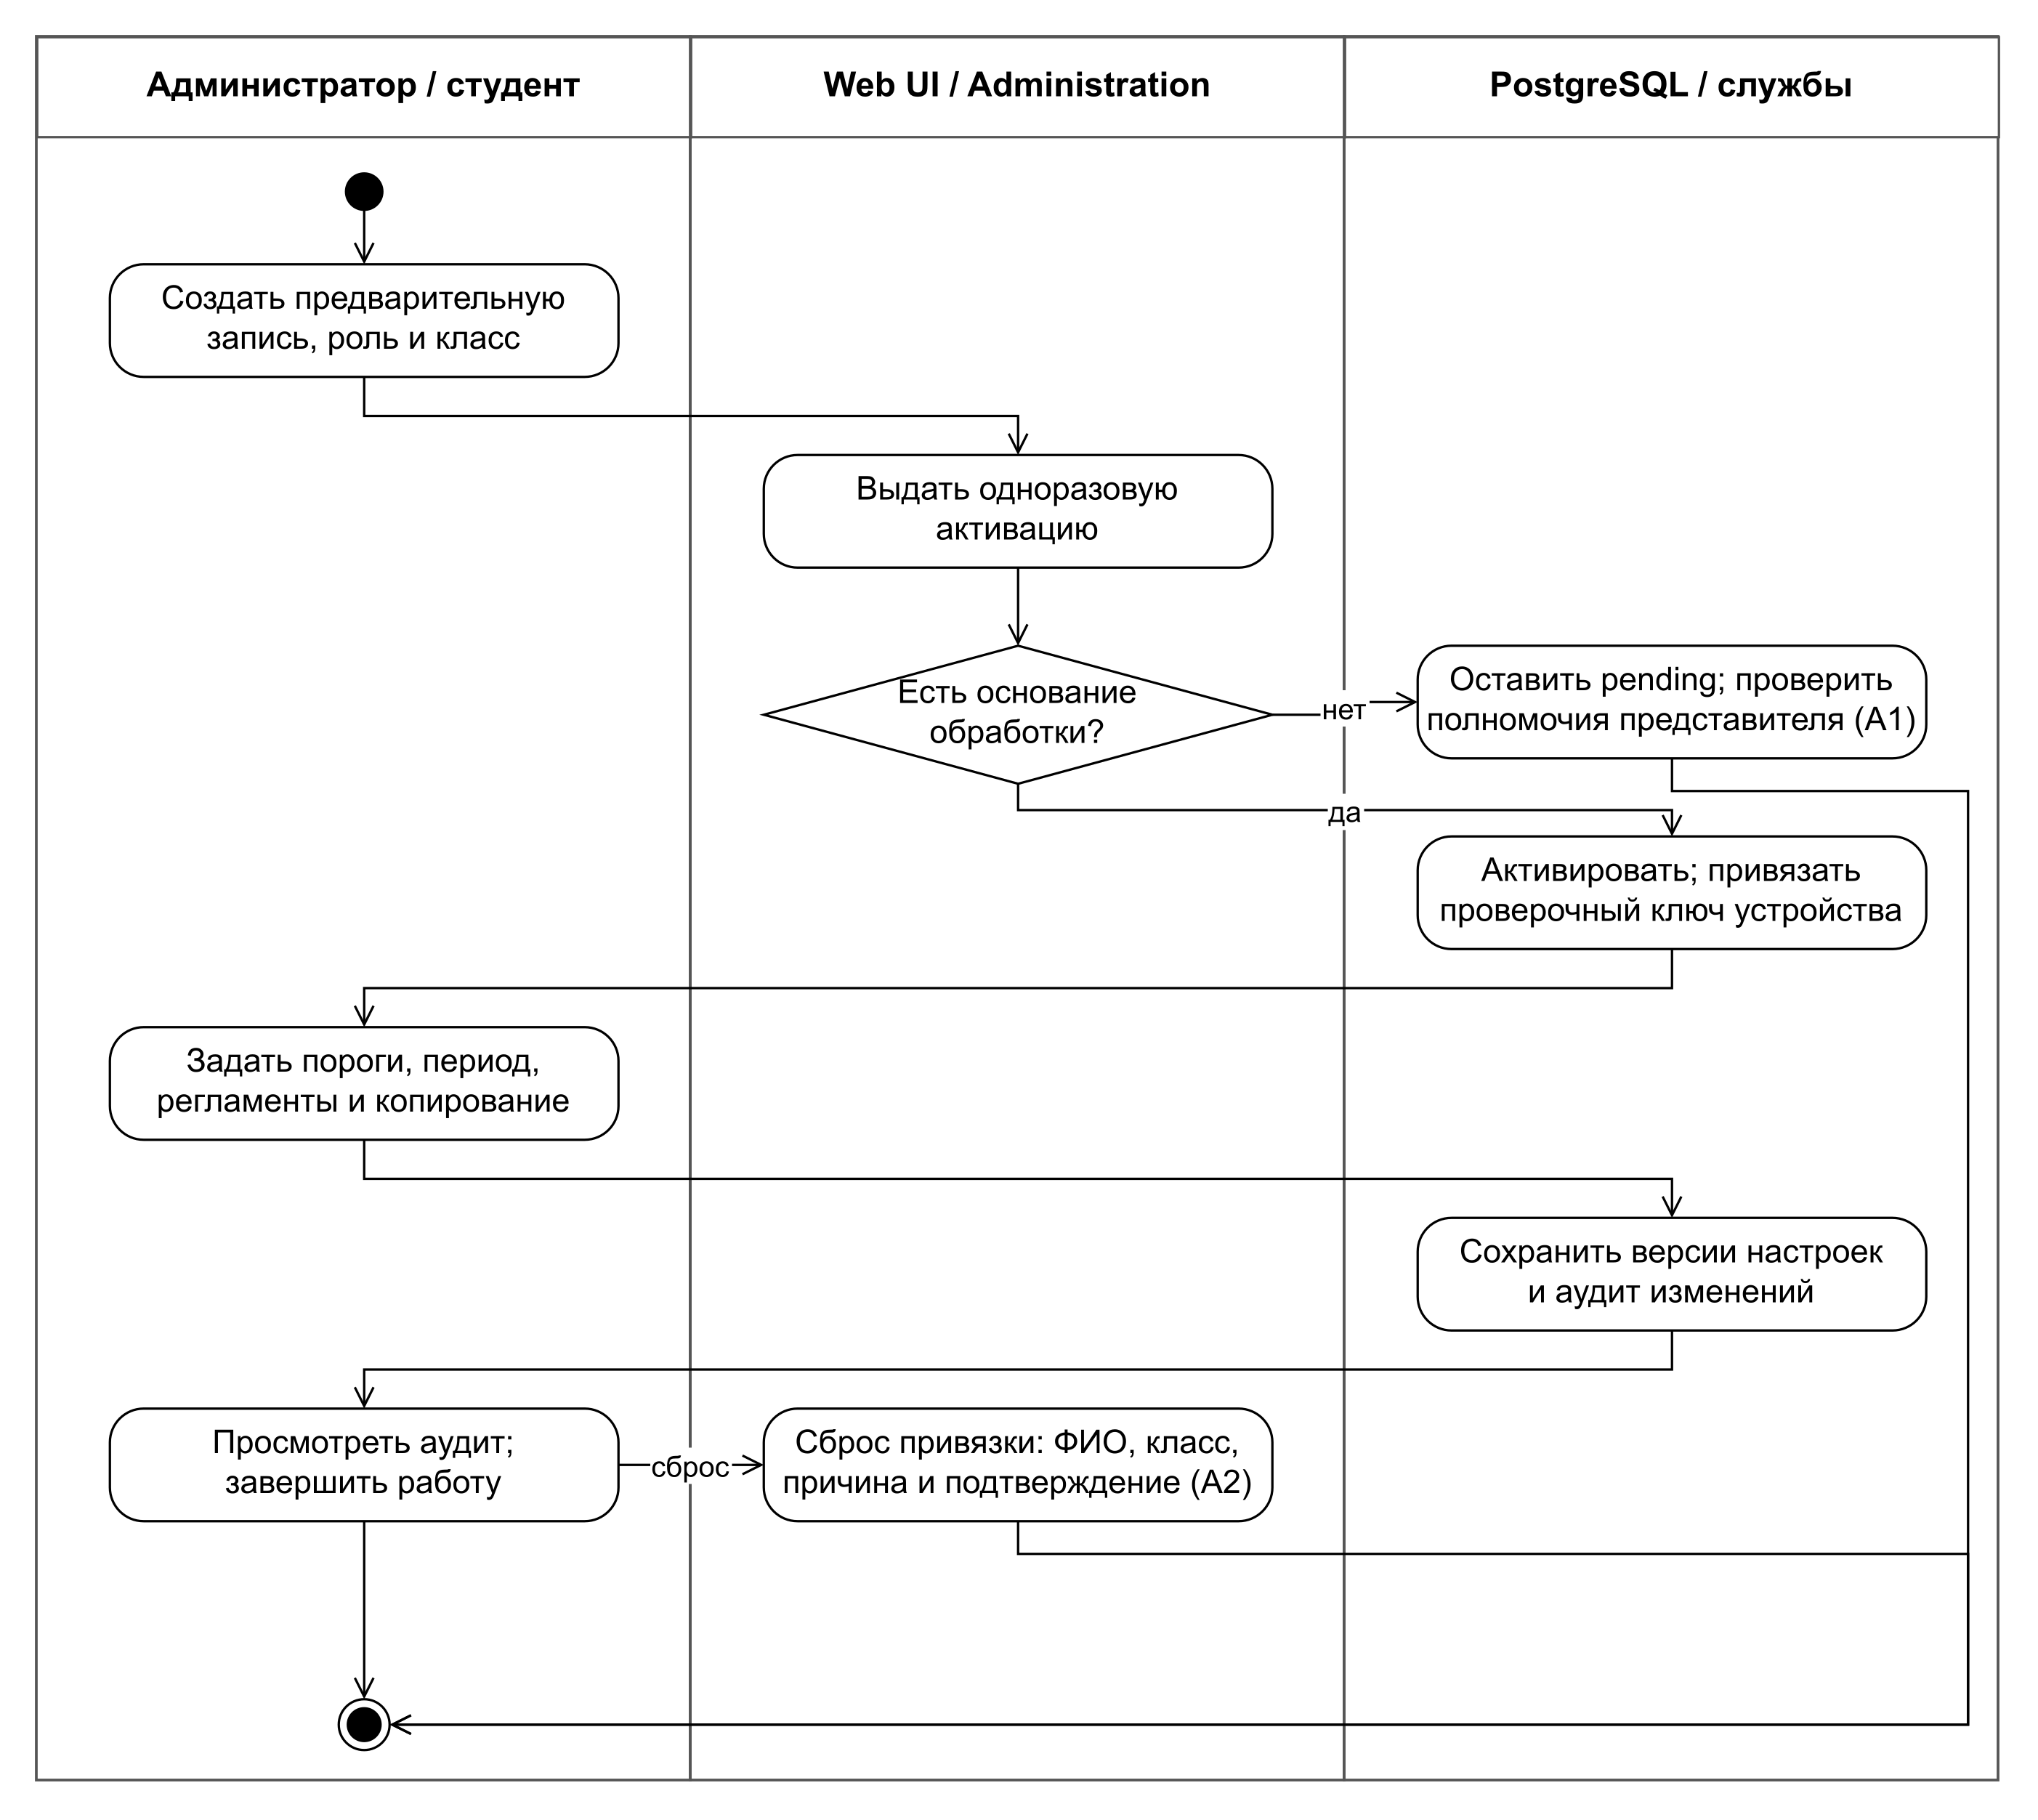 Администратор / студент
Web UI / Administration
PostgreSQL / службы
Создать предварительную
запись, роль и класс
Выдать одноразовую
активацию
Есть основание
обработки?
нет
Оставить pending; проверить
полномочия представителя (А1)
да
Активировать; привязать
проверочный ключ устройства
Задать пороги, период,
регламенты и копирование
Сохранить версии настроек
и аудит изменений
Просмотреть аудит;
завершить работу
сброс
Сброс привязки: ФИО, класс,
причина и подтверждение (А2)